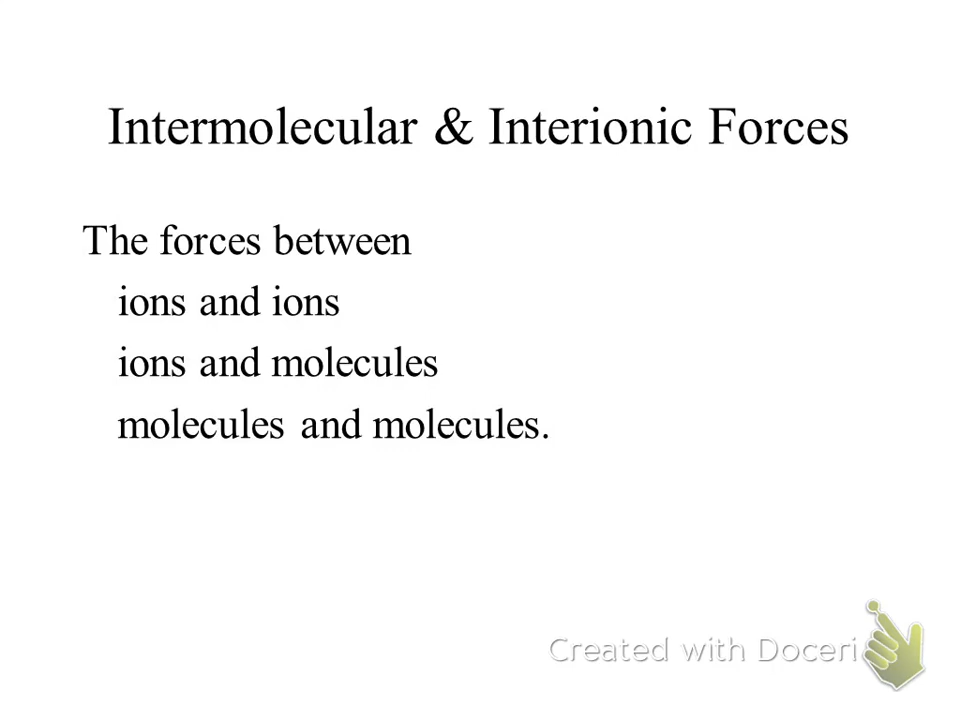 Intermolecular & Interionic Forces
The forces between
ions and ions
ions and molecules
molecules and molecules.
Created with Doceri